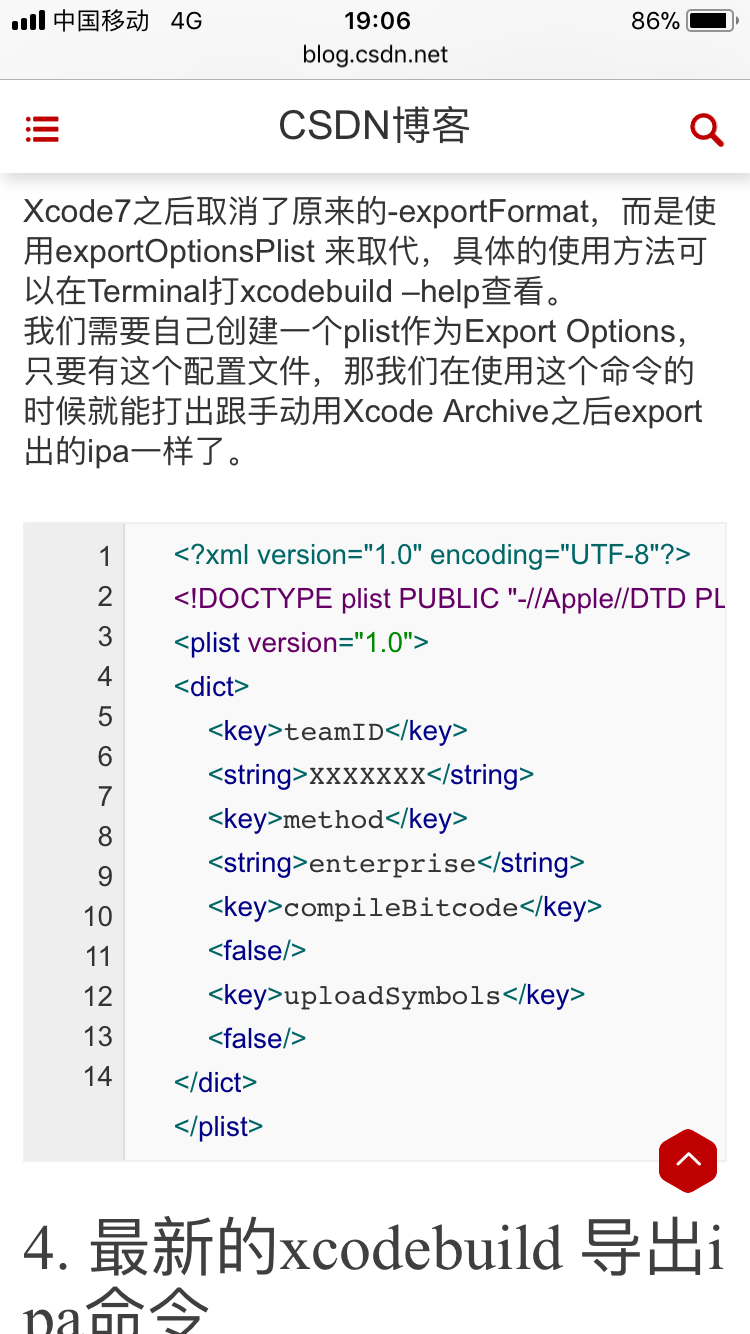 中国移动 4G 19:06 86%
blog.csdn.net
CSDN博客
Xcode7之后取消了原来的-exportFormat，而是使
用exportOptionsPlist 来取代，具体的使用方法可
以在Terminal打xcodebuild –help查看。
我们需要自己创建一个plist作为Export Options，
只要有这个配置文件，那我们在使用这个命令的
时候就能打出跟手动用Xcode Archive之后export
出的ipa一样了。
1 <?xml version="1.0" encoding="UTF-8"?>
2 <!DOCTYPE plist PUBLIC "-//Apple//DTD PL
3 <plist version="1.0">
4 <dict>
5 <key>teamID</key>
6 <string>XXXXXXX</string>
7 <key>method</key>
8 <string>enterprise</string>
9 <key>compileBitcode</key>
10 <false/>
11 <key>uploadSymbols</key>
12 <false/>
13 </dict>
14 </plist>
4. 最新的xcodebuild 导出i
pa命令